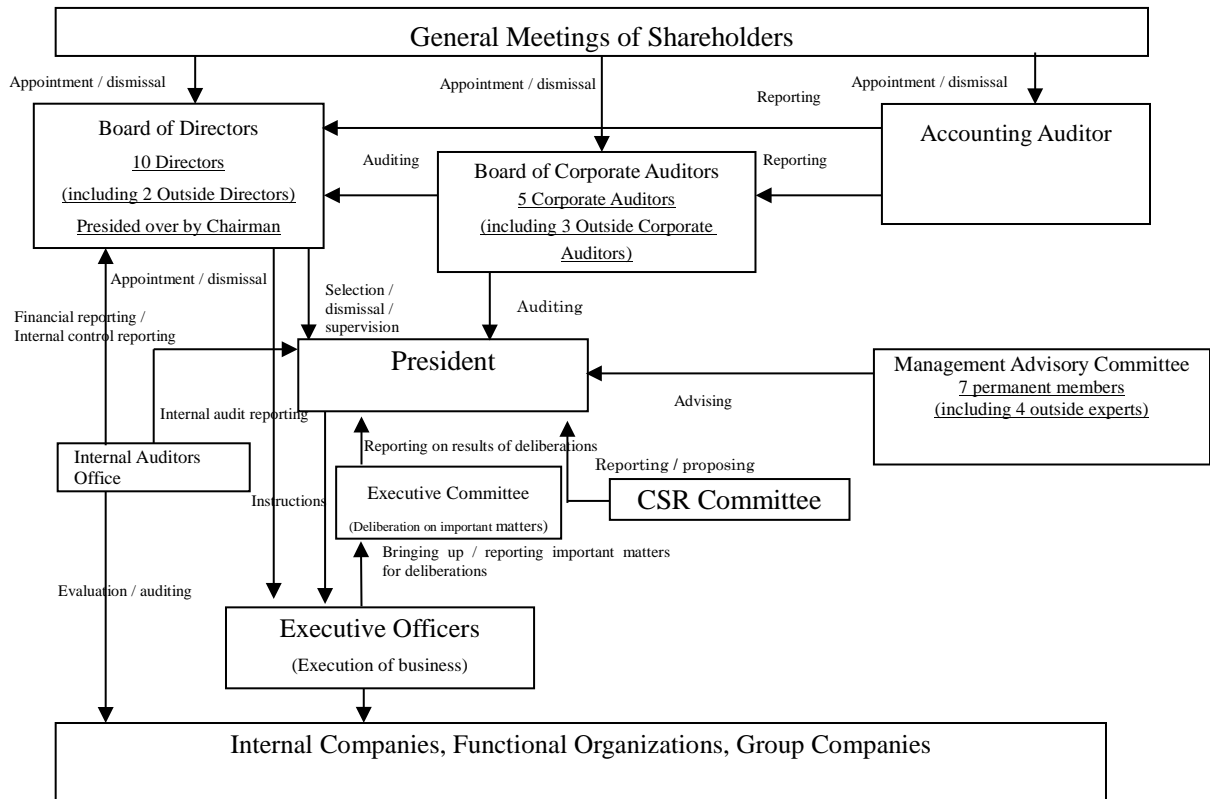 General Meetings of Shareholders
Appointment / dismissal
Appointment / dismissal
Appointment / dismissal
Reporting
Board of Directors
10 Directors
(including 2 Outside Directors)
Presided over by Chairman
Auditing
Board of Corporate Auditors
5 Corporate Auditors
(including 3 Outside Corporate
Auditors)
Reporting
Accounting Auditor
Appointment / dismissal
Financial reporting /
Internal control reporting
Selection /
dismissal /
supervision
Auditing
President
Management Advisory Committee
7 permanent members
(including 4 outside experts)
Advising
Internal audit reporting
Internal Auditors
Office
Reporting on results of deliberations
Reporting / proposing
Instructions
Executive Committee
(Deliberation on important matters)
CSR Committee
Bringing up / reporting important matters
for deliberations
Evaluation / auditing
Executive Officers
(Execution of business)
Internal Companies, Functional Organizations, Group Companies